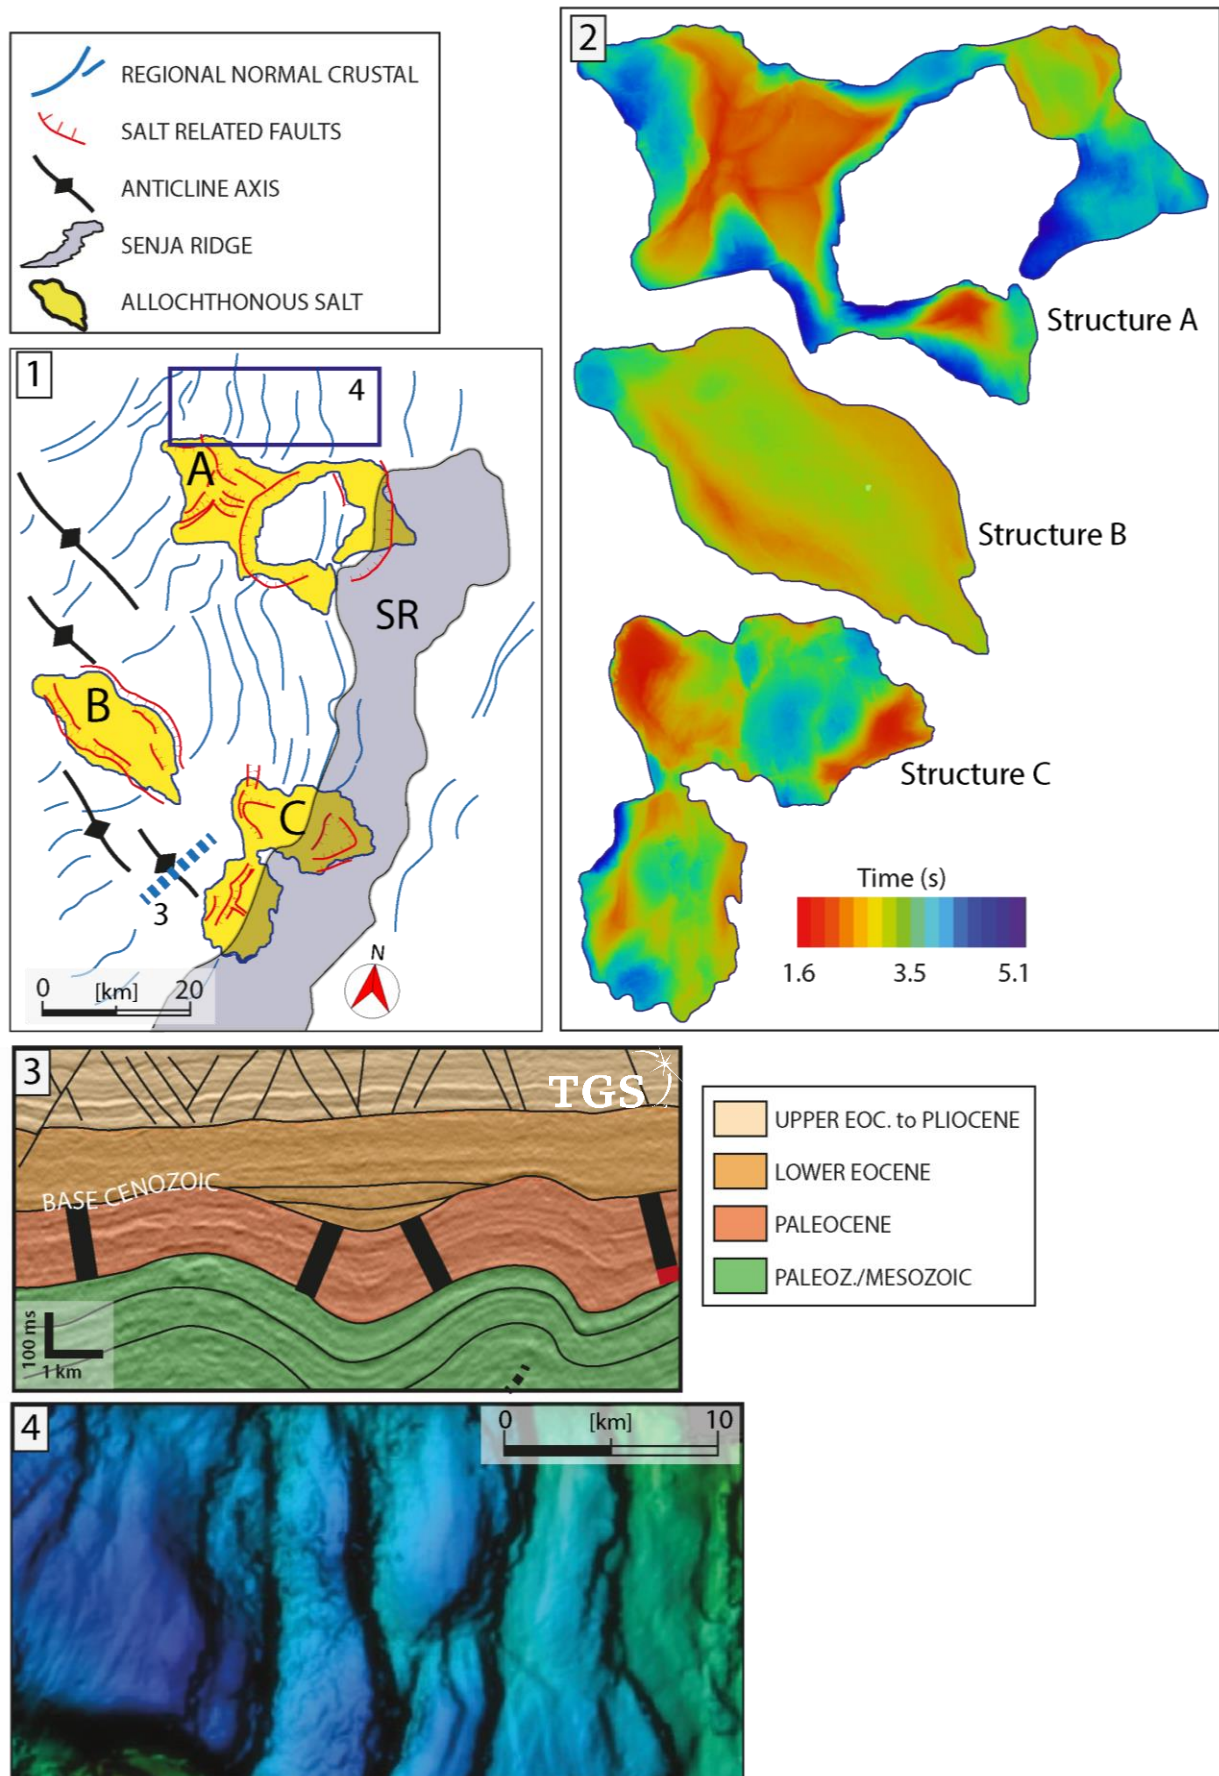 REGIONAL NORMAL CRUSTAL
SALT RELATED FAULTS
ANTICLINE AXIS
SENJA RIDGE
ALLOCHTHONOUS SALT
1
4
A
SR
B
C
3
N
0 [km] 20
2
Structure A
Structure B
Structure C
Time (s)
1.6 3.5 5.1
3
TGS
BASE CENOZOIC
100 ms
1 km
UPPER EOC. to PLIOCENE
LOWER EOCENE
PALEOCENE
PALEOZ./MESOZOIC
4
0 [km] 10